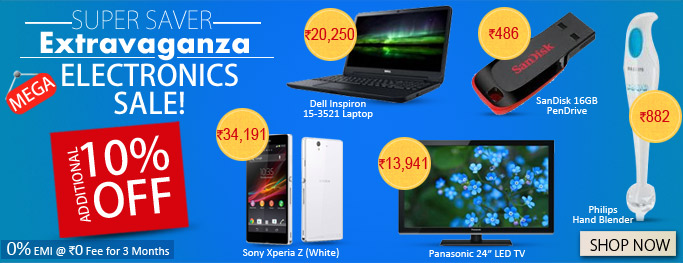 SUPER SAVER
Extravaganza
MEGA
ELECTRONICS
SALE!
ADDITIONAL
10%
OFF
0% EMI @ ₹0 Fee for 3 Months
₹20,250
Dell Inspiron
15-3521 Laptop
₹486
SanDisk
SanDisk 16GB
PenDrive
₹882
PHILIPS
Philips
Hand Blender
₹34,191
Sony Xperia Z (White)
₹13,941
Panasonic 24" LED TV
SHOP NOW